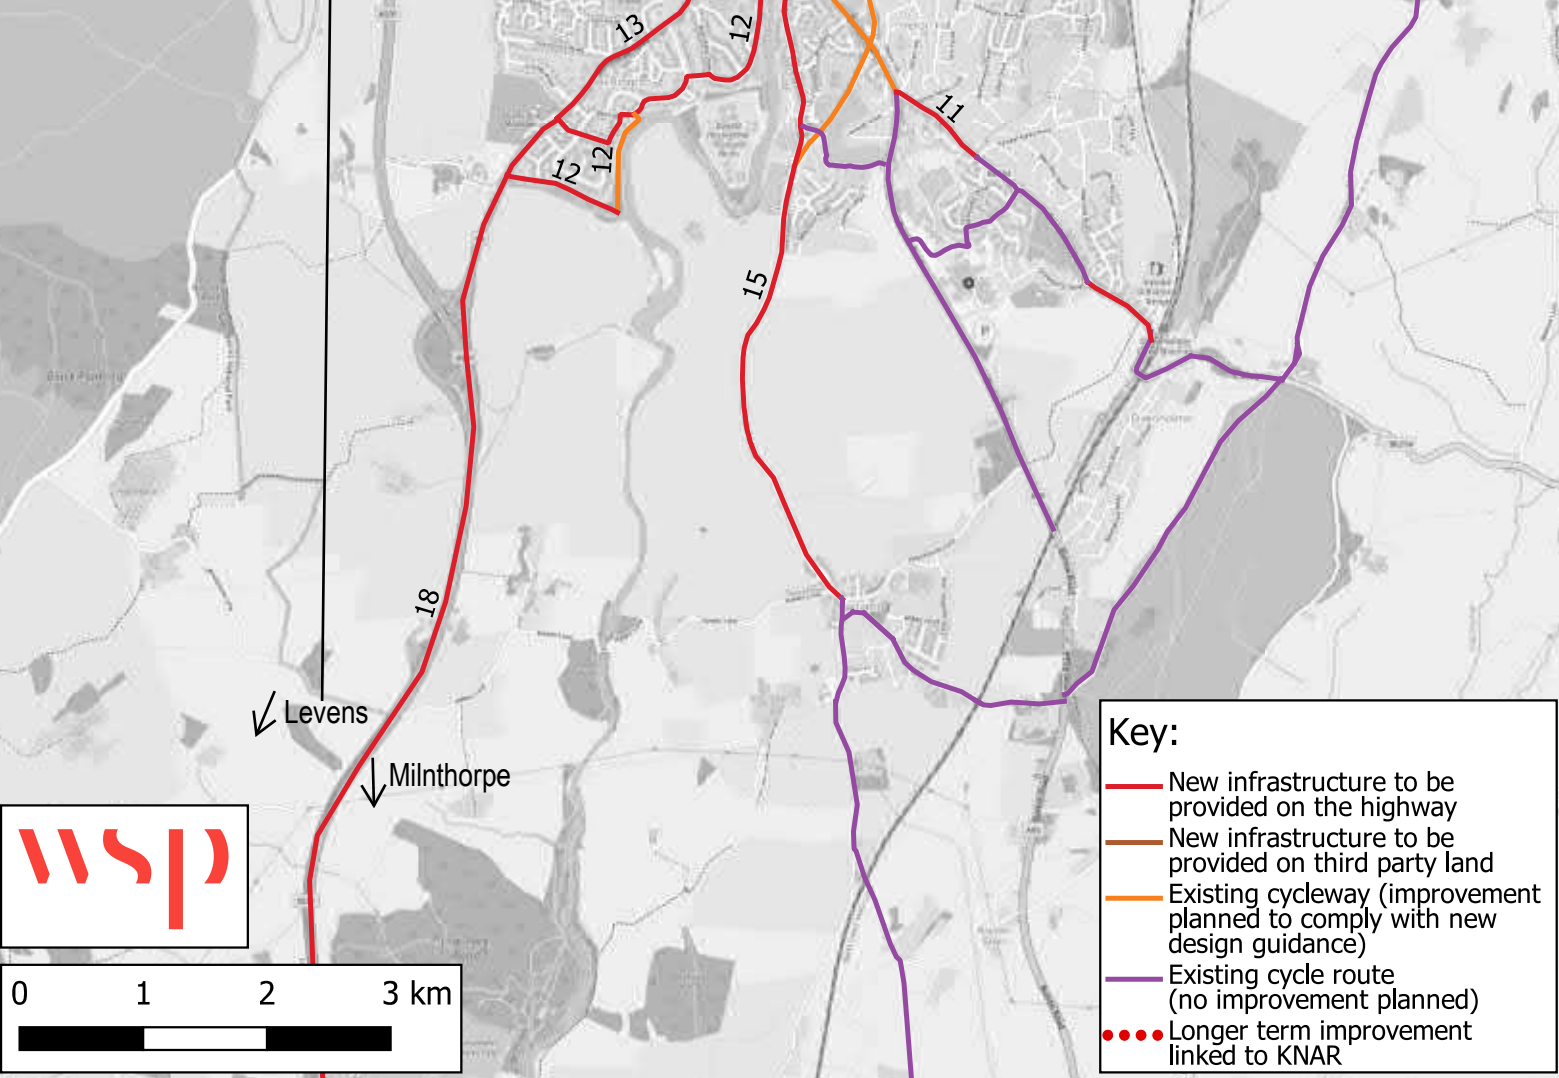 13
12
11
12
12
15
18
Levens
Milnthorpe
wsp
0 1 2 3 km
Key:
New infrastructure to be
provided on the highway
New infrastructure to be
provided on third party land
Existing cycleway (improvement
planned to comply with new
design guidance)
Existing cycle route
(no improvement planned)
Longer term improvement
linked to KNAR